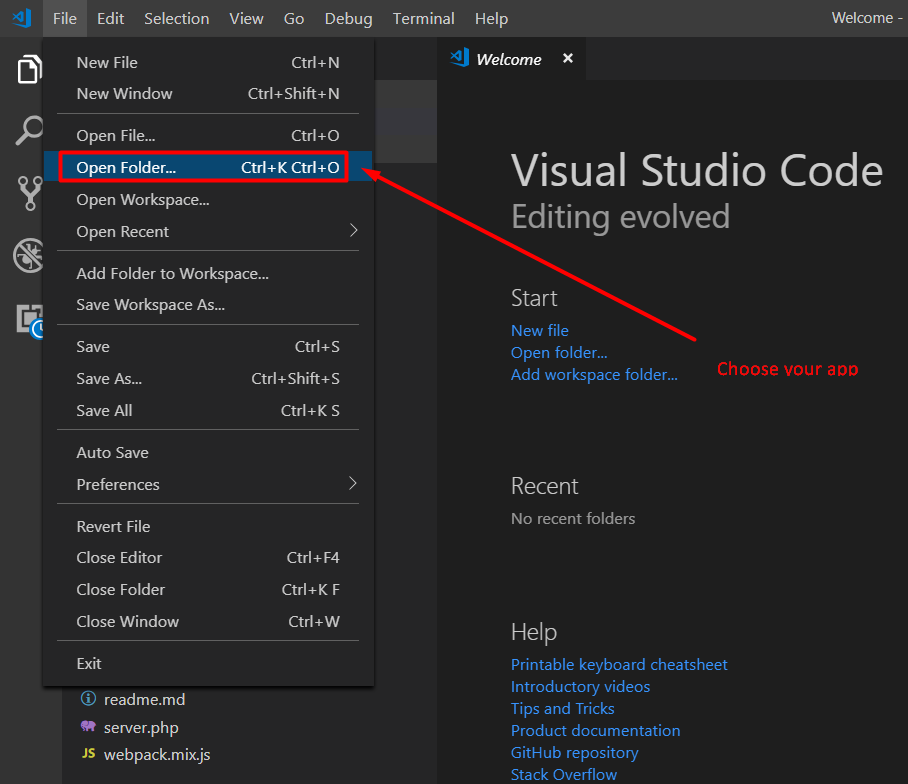 File Edit Selection View Go Debug Terminal Help Welcome -
New File Ctrl+N
New Window Ctrl+Shift+N
Open File... Ctrl+O
Open Folder... Ctrl+K Ctrl+O
Open Workspace...
Open Recent
Add Folder to Workspace...
Save Workspace As...
Save Ctrl+S
Save As... Ctrl+Shift+S
Save All Ctrl+K S
Auto Save
Preferences
Revert File
Close Editor Ctrl+F4
Close Folder Ctrl+K F
Close Window Ctrl+W
Exit
readme.md
server.php
JS webpack.mix.js
Welcome
Visual Studio Code
Editing evolved
Start
New file
Open folder...
Add workspace folder...
Choose your app
Recent
No recent folders
Help
Printable keyboard cheatsheet
Introductory videos
Tips and Tricks
Product documentation
GitHub repository
Stack Overflow